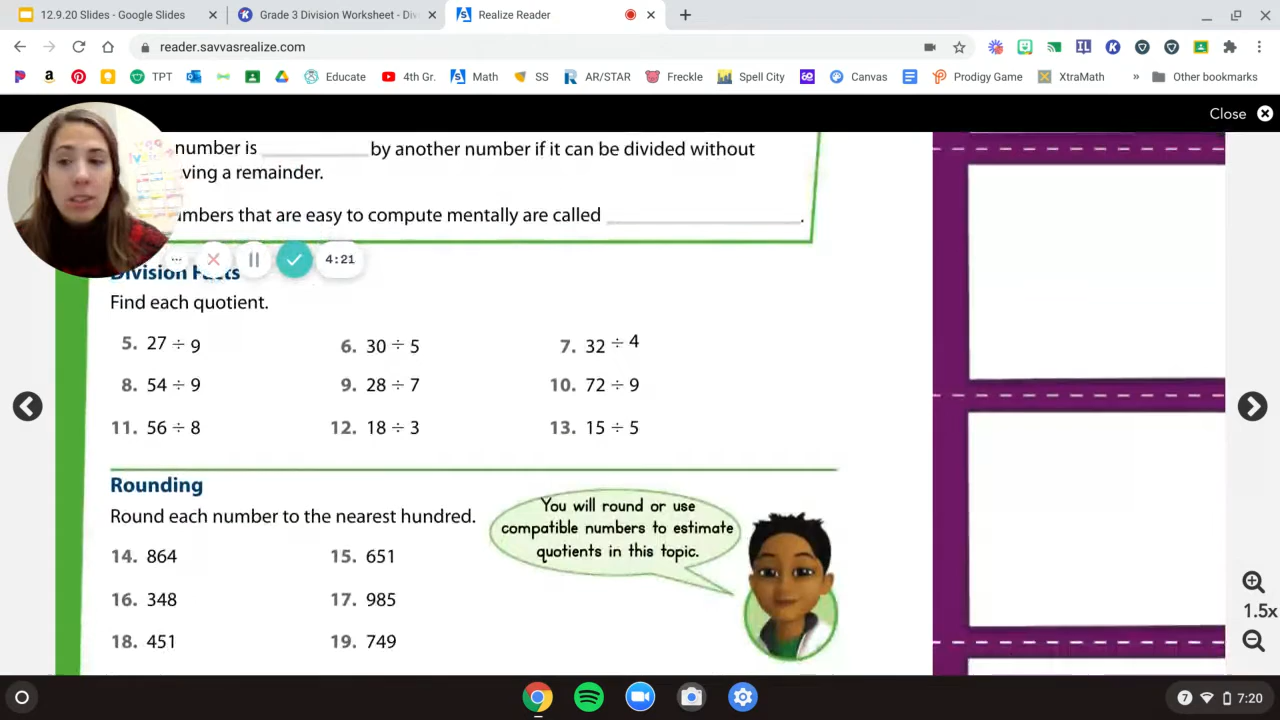 12.9.20 Slides - Google Slides
Grade 3 Division Worksheet - Div
Realize Reader
reader.savvasrealize.com
TPT
Educate
4th Gr.
Math
SS
AR/STAR
Freckle
Spell City
Canvas
Prodigy Game
XtraMath
»
Other bookmarks
Close
number is __________ by another number if it can be divided without
ving a remainder.
mbers that are easy to compute mentally are called __________________.
4:21
Division Facts
Find each quotient.
5. 27 ÷ 9 6. 30 ÷ 5 7. 32 ÷ 4
8. 54 ÷ 9 9. 28 ÷ 7 10. 72 ÷ 9
11. 56 ÷ 8 12. 18 ÷ 3 13. 15 ÷ 5
Rounding
Round each number to the nearest hundred.
14. 864 15. 651
16. 348 17. 985
18. 451 19. 749
You will round or use
compatible numbers to estimate
quotients in this topic.
1.5x
7 7:20